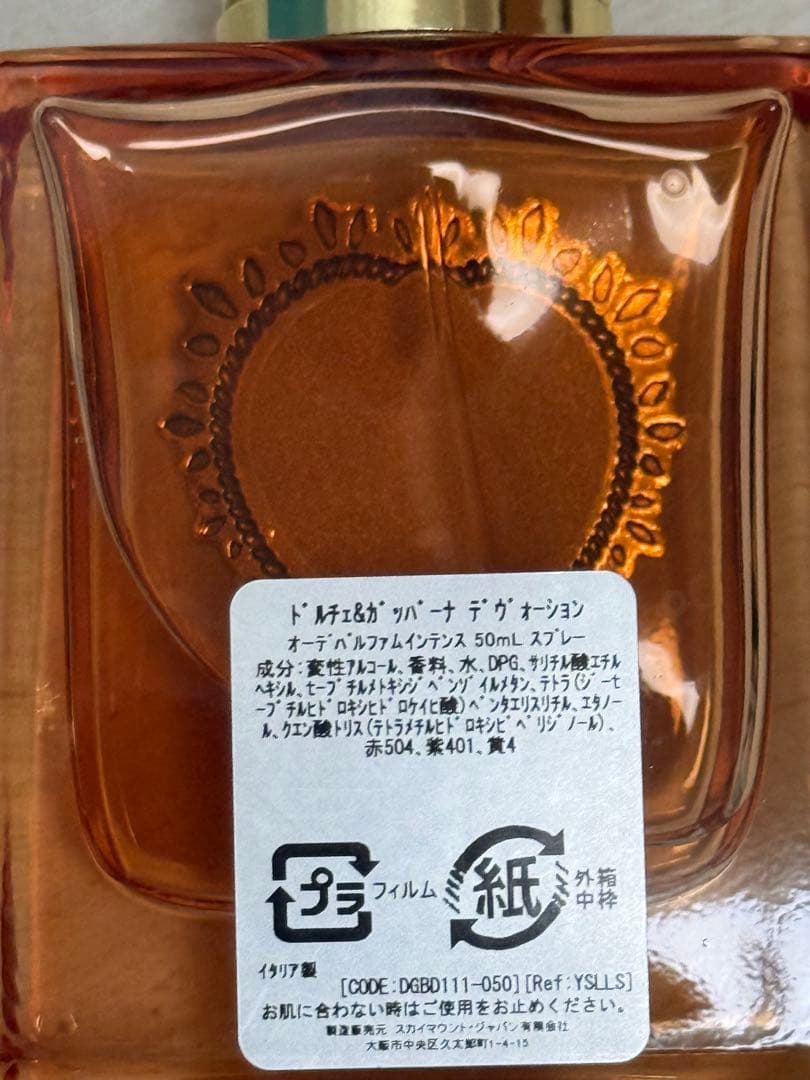 ﾄﾞﾙﾁｪ&ｶﾞｯﾊﾞｰﾅ ﾃﾞｳﾞｫｰｼｮﾝ
ｵｰﾃﾞﾊﾟﾙﾌｧﾑｲﾝﾃﾝｽ 50mL ｽﾌﾟﾚｰ
成分:変性ｱﾙｺｰﾙ、香料、水、DPG、ｻﾘﾁﾙ酸ｴﾁﾙ
ﾍｷｼﾙ、ｾｰﾌﾞﾁﾙﾒﾄｷｼｼﾞﾍﾞﾝｿﾞｲﾙﾒﾀﾝ、ﾃﾄﾗ(ｼﾞｰｾ
ｰﾌﾞﾁﾙﾋﾄﾞﾛｷｼﾋﾄﾞﾛｹｲﾋ酸)ﾍﾟﾝﾀｴﾘｽﾘﾁﾙ、ｴﾀﾉｰ
ﾙ、ｸｴﾝ酸ﾄﾘｽ(ﾃﾄﾗﾒﾁﾙﾋﾄﾞﾛｷｼﾋﾟﾍﾟﾘｼﾞﾉｰﾙ)、
赤504、紫401、黄4
プラ フィルム 紙 外箱
中枠
ｲﾀﾘｱ製
[CODE:DGBD111-050][Ref:YSLLS]
お肌に合わない時はご使用をお止めください。
製造販売元 スカイマウント・ジャパン有限会社
大阪市中央区久太郎町1-4-15